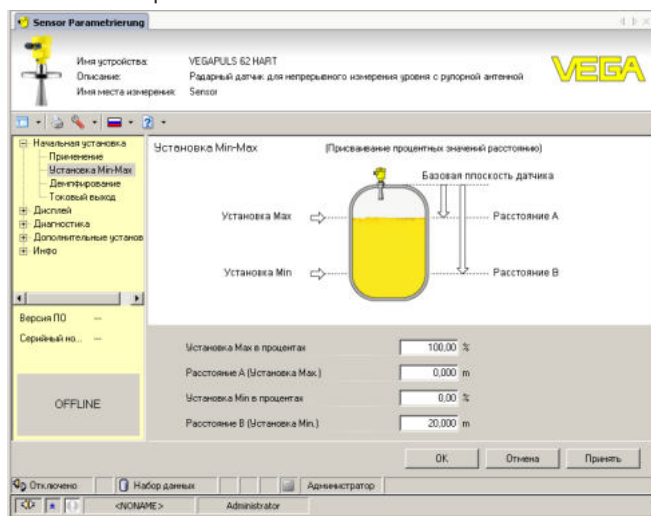 Sensor Parametrierung
Имя устройства: VEGAPULS 62 HART
Описание: Радарный датчик для непрерывного измерения уровня с рупорной антенной
Имя места измерения: Sensor
VEGA
Начальная установка
Применение
Установка Min-Max
Демпфирование
Токовый выход
Дисплей
Диагностика
Дополнительные установ
Инфо
Версия ПО —
Серийный но... —
OFFLINE
Установка Min-Max (Присваивание процентных значений расстоянию)
Базовая плоскость датчика
Установка Max
Расстояние A
Установка Min
Расстояние B
Установка Max в процентах 100,00 %
Расстояние A (Установка Max.) 0,000 m
Установка Min в процентах 0,00 %
Расстояние B (Установка Min.) 20,000 m
OK Отмена Принять
Отключено Набор данных Администратор
<NONAME> Administrator